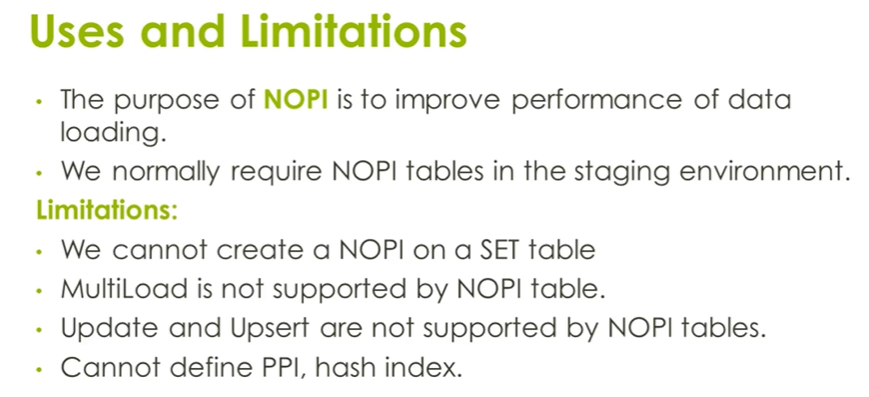 Uses and Limitations
• The purpose of NOPI is to improve performance of data
loading.
• We normally require NOPI tables in the staging environment.
Limitations:
• We cannot create a NOPI on a SET table
• MultiLoad is not supported by NOPI table.
• Update and Upsert are not supported by NOPI tables.
• Cannot define PPI, hash index.